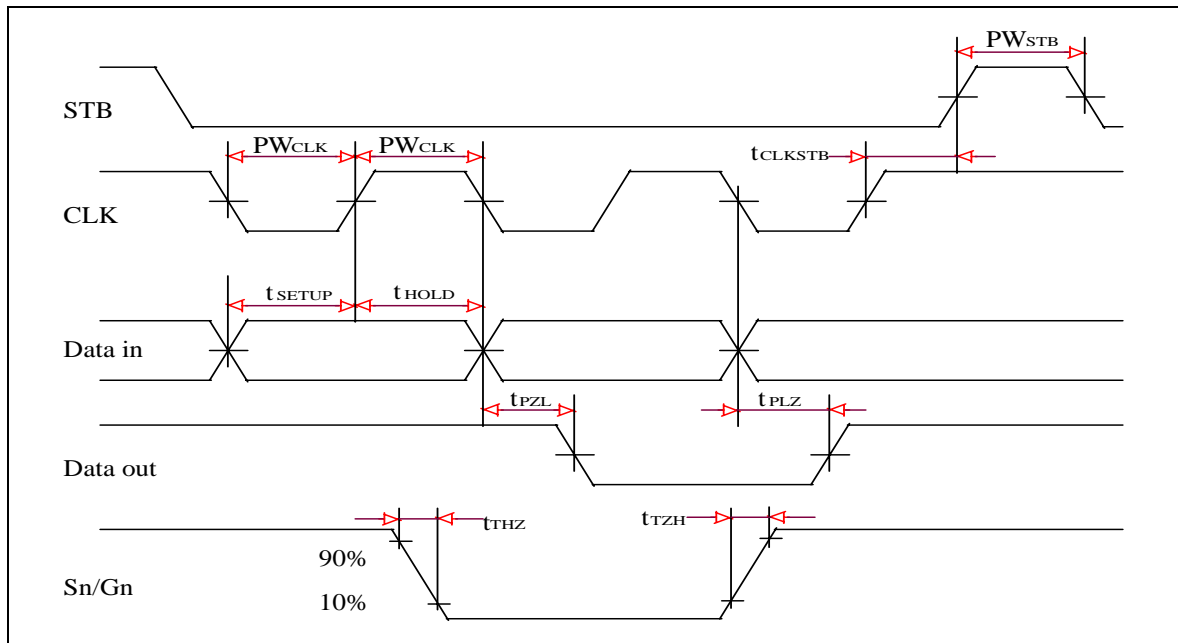 PWSTB
STB
PWCLK PWCLK
tCLKSTB
CLK
tSETUP tHOLD
Data in
tPZL tPLZ
Data out
tTHZ tTZH
90%
Sn/Gn
10%